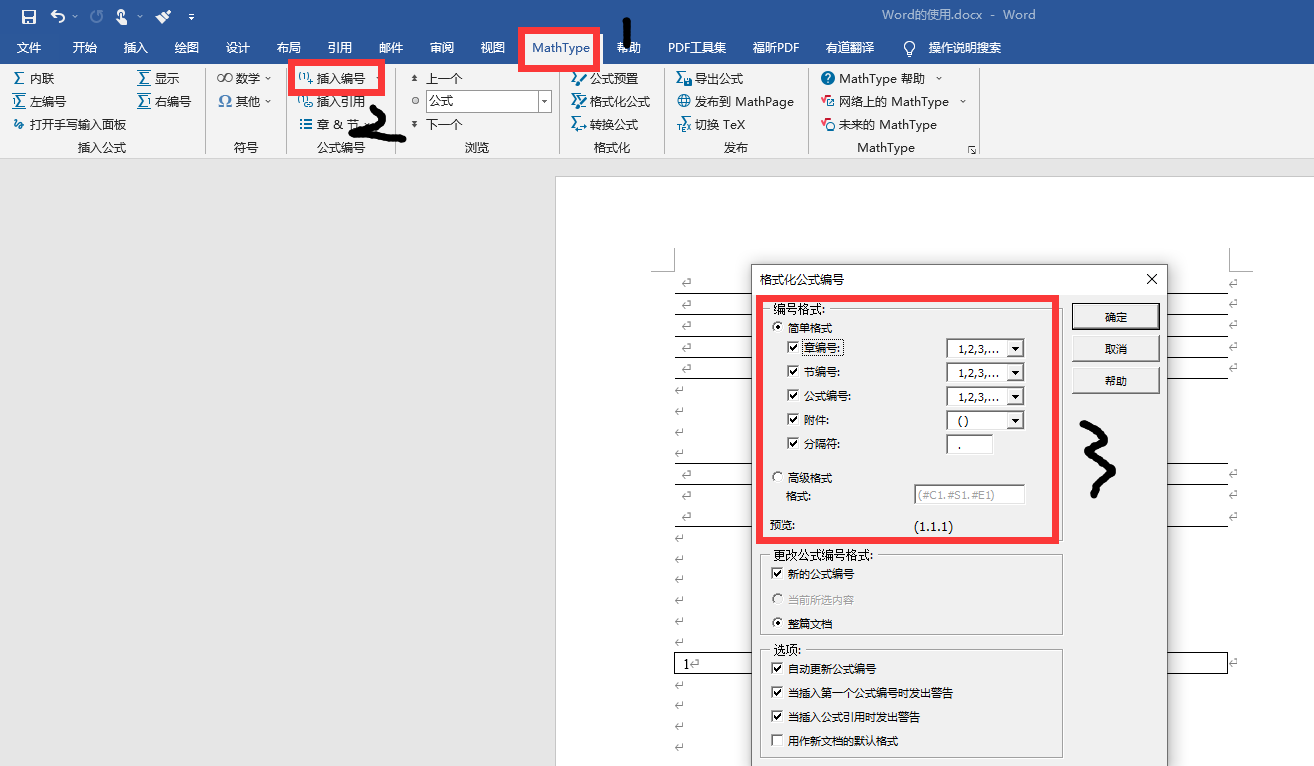 Word的使用.docx - Word
文件 开始 插入 绘图 设计 布局 引用 邮件 审阅 视图 MathType 帮助 PDF工具集 福昕PDF 有道翻译 操作说明搜索
1
Σ 内联 Σ 显示 数学 (1) 插入编号 上一个 公式预置 导出公式 MathType 帮助
左编号 右编号 Ω 其他 插入引用 公式 格式化公式 发布到 MathPage 网络上的 MathType
打开手写输入面板 章 & 节 下一个 转换公式 切换 TeX 未来的 MathType
2
插入公式 符号 公式编号 浏览 格式化 发布 MathType
格式化公式编号
编号格式: 确定
简单格式
章编号: 1,2,3,... 取消
节编号: 1,2,3,... 帮助
公式编号: 1,2,3,...
附件: ()
分隔符: .
3
高级格式
格式: (#C1.#S1.#E1)
预览: (1.1.1)
更改公式编号格式:
新的公式编号
当前所选内容
整篇文档
选项:
1
自动更新公式编号
当插入第一个公式编号时发出警告
当插入公式引用时发出警告
用作新文档的默认格式